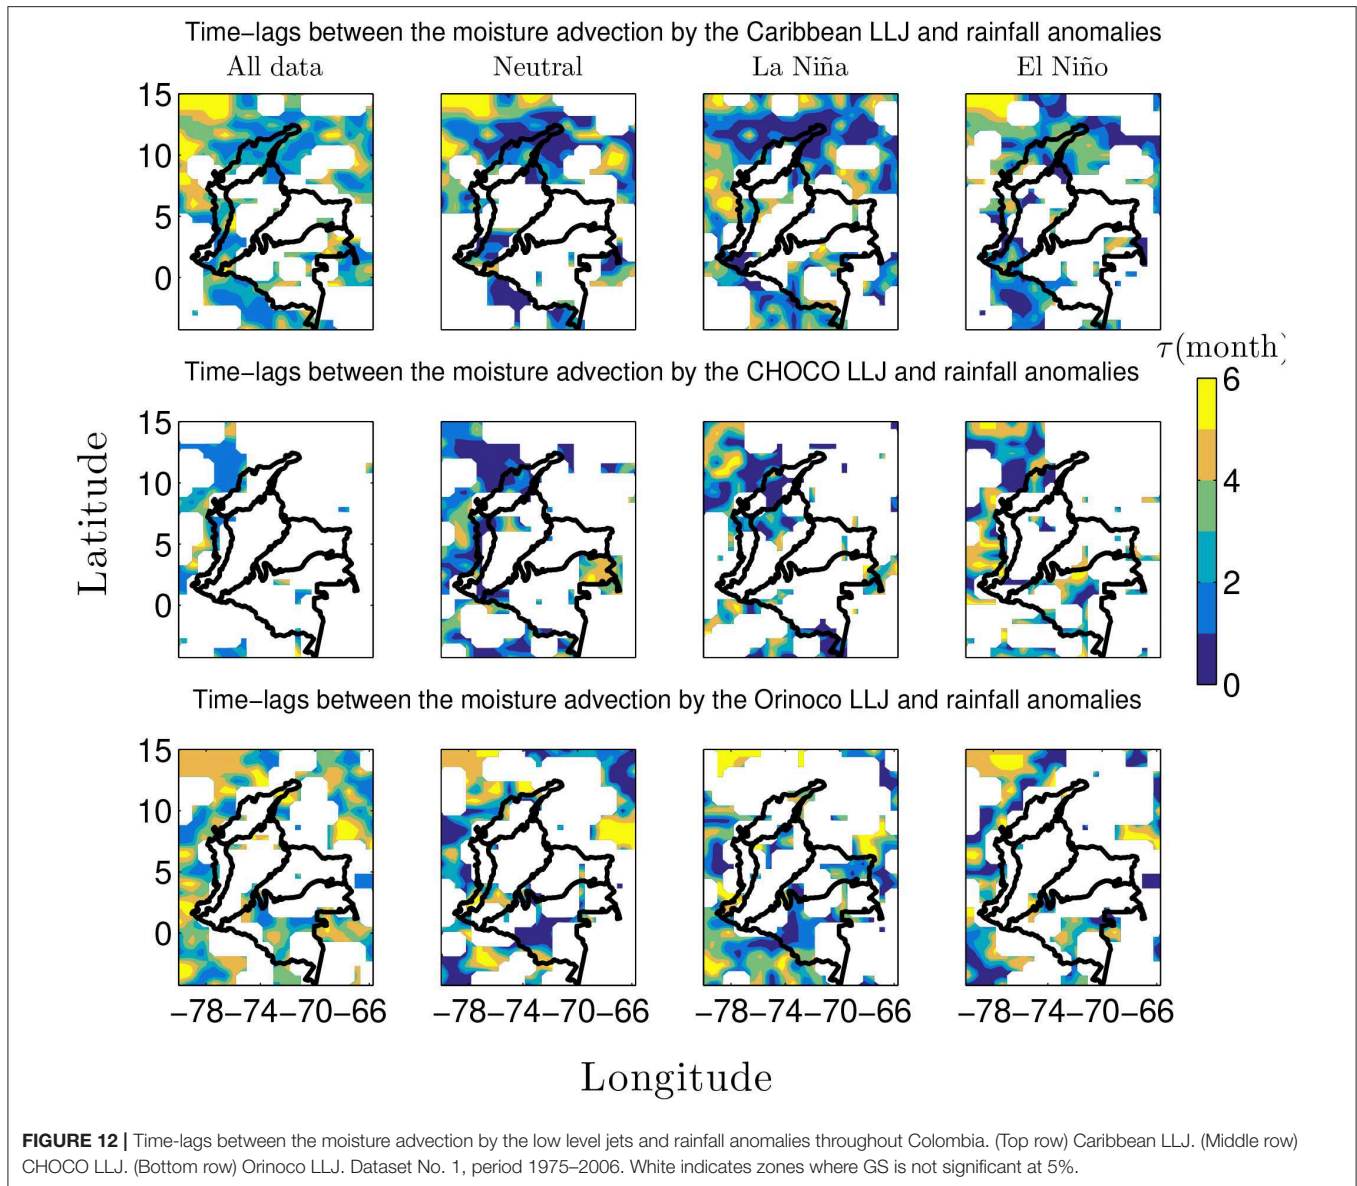 Time−lags between the moisture advection by the Caribbean LLJ and rainfall anomalies
All data Neutral La Niña El Niño
15
10
5
0
τ(month)
Time−lags between the moisture advection by the CHOCO LLJ and rainfall anomalies
6
4
2
0
15
10
5
0
Latitude
Time−lags between the moisture advection by the Orinoco LLJ and rainfall anomalies
15
10
5
0
−78−74−70−66 −78−74−70−66 −78−74−70−66 −78−74−70−66
Longitude
FIGURE 12 | Time-lags between the moisture advection by the low level jets and rainfall anomalies throughout Colombia. (Top row) Caribbean LLJ. (Middle row)
CHOCO LLJ. (Bottom row) Orinoco LLJ. Dataset No. 1, period 1975–2006. White indicates zones where GS is not significant at 5%.